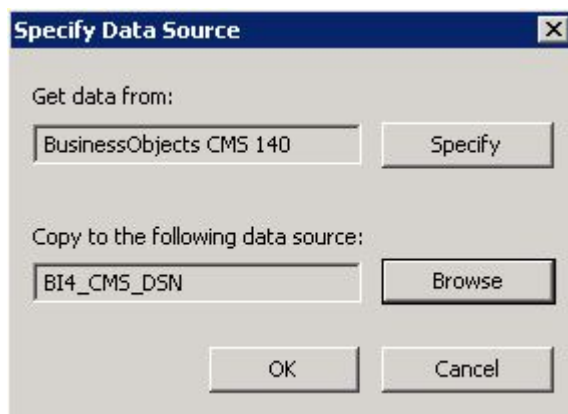 Specify Data Source
Get data from:
BusinessObjects CMS 140
Specify
Copy to the following data source:
BI4_CMS_DSN
Browse
OK
Cancel